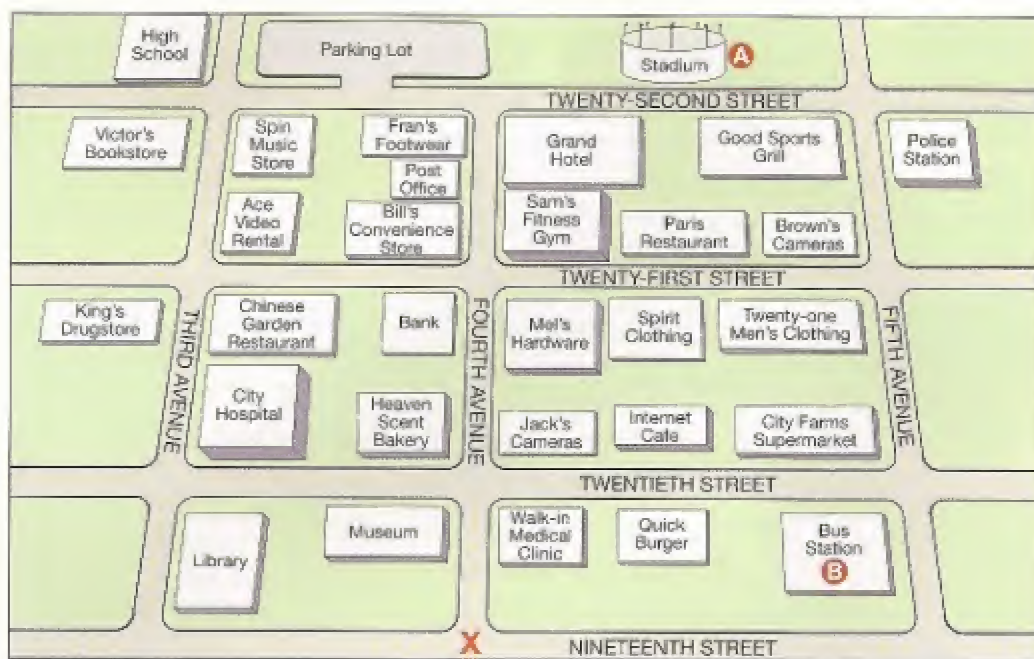 High
School
Parking Lot
Stadium
A
TWENTY-SECOND STREET
Victor's
Bookstore
Spin
Music
Store
Fran's
Footwear
Post
Office
Grand
Hotel
Good Sports
Grill
Police
Station
Ace
Video
Rental
Bill's
Convenience
Store
Sam's
Fitness
Gym
Paris
Restaurant
Brown's
Cameras
TWENTY-FIRST STREET
King's
Drugstore
THIRD AVENUE
Chinese
Garden
Restaurant
Bank
FOURTH AVENUE
Mel's
Hardware
Spirit
Clothing
Twenty-one
Men's Clothing
FIFTH AVENUE
City
Hospital
Heaven
Scent
Bakery
Jack's
Cameras
Internet
Cafe
City Farms
Supermarket
TWENTIETH STREET
Library
Museum
Walk-in
Medical
Clinic
Quick
Burger
Bus
Station
B
X
NINETEENTH STREET